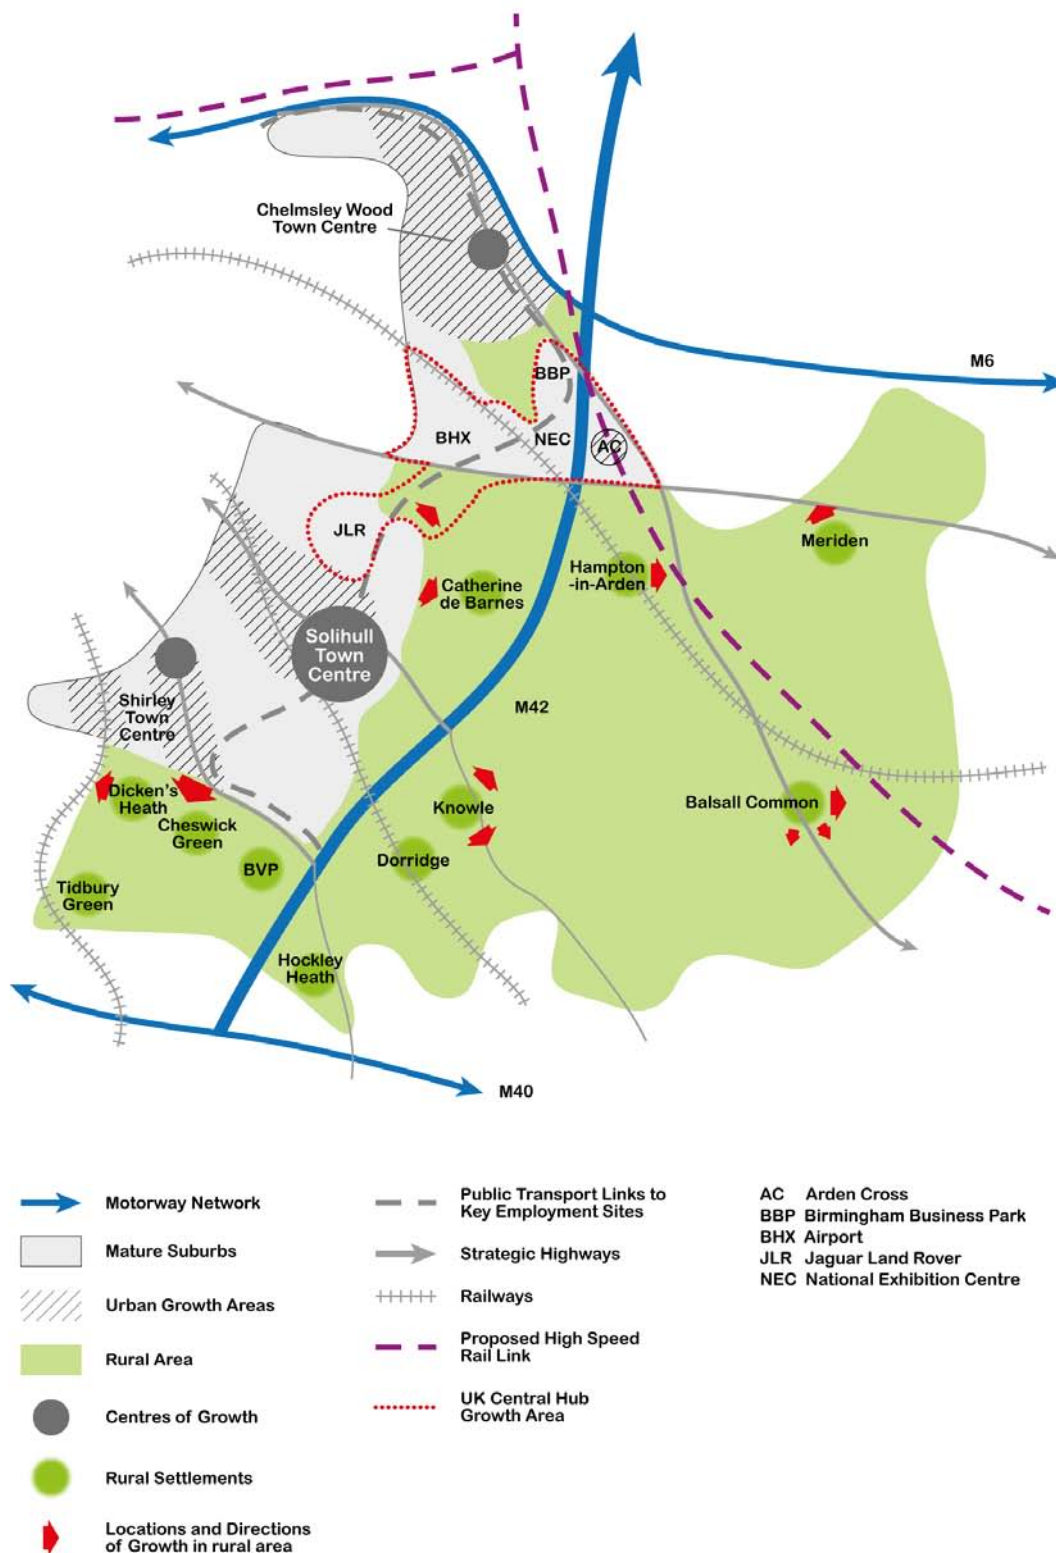 Chelmsley Wood
Town Centre
M6
BBP
BHX
NEC
AC
JLR
Meriden
Hampton
-in-Arden
Catherine
de Barnes
Solihull
Town
Centre
M42
Shirley
Town
Centre
Dicken's
Heath
Cheswick
Green
Knowle
Balsall Common
BVP
Dorridge
Tidbury
Green
Hockley
Heath
M40
Motorway Network
Mature Suburbs
Urban Growth Areas
Rural Area
Centres of Growth
Rural Settlements
Locations and Directions
of Growth in rural area
Public Transport Links to
Key Employment Sites
Strategic Highways
Railways
Proposed High Speed
Rail Link
UK Central Hub
Growth Area
AC Arden Cross
BBP Birmingham Business Park
BHX Airport
JLR Jaguar Land Rover
NEC National Exhibition Centre